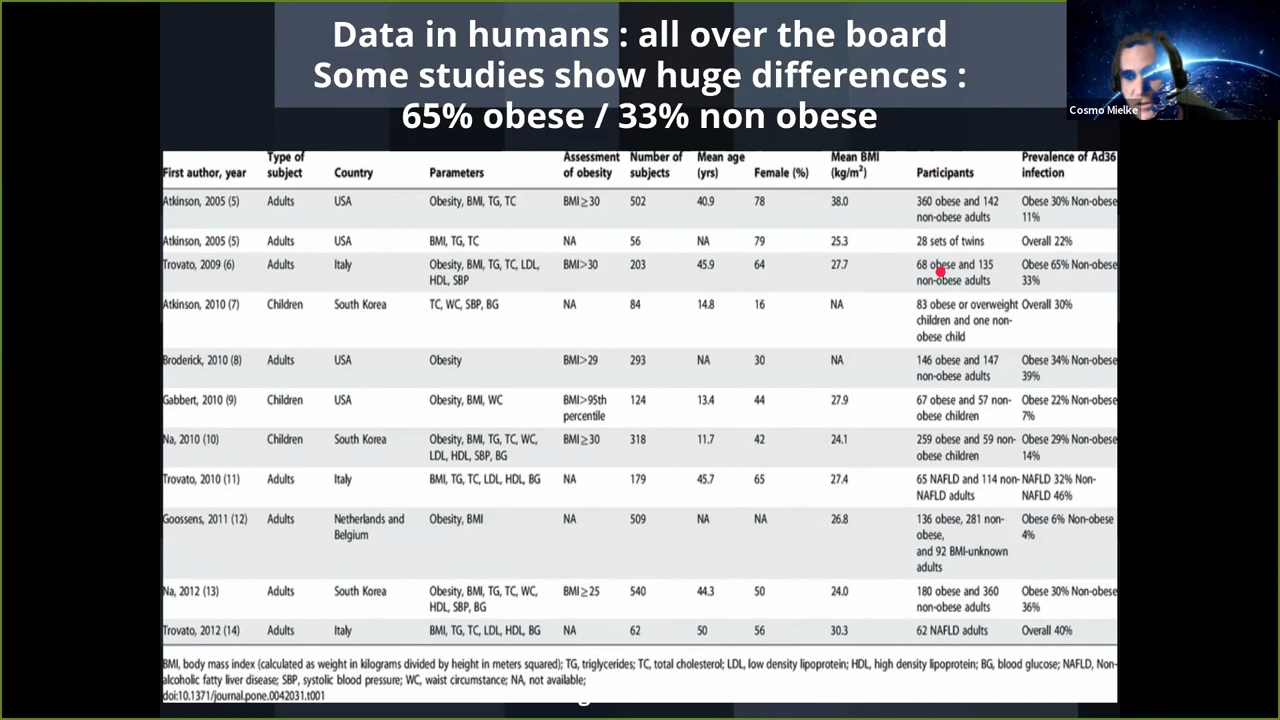 Data in humans : all over the board
Some studies show huge differences :
65% obese / 33% non obese
Cosmo Mielke
First author, year | Type of subject | Country | Parameters | Assessment of obesity | Number of subjects | Mean age (yrs) | Female (%) | Mean BMI (kg/m²) | Participants | Prevalence of Ad36 infection
Atkinson, 2005 (5) | Adults | USA | Obesity, BMI, TG, TC | BMI≥30 | 502 | 40.9 | 78 | 38.0 | 360 obese and 142 non-obese adults | Obese 30% Non-obese 11%
Atkinson, 2005 (5) | Adults | USA | BMI, TG, TC | NA | 56 | NA | 79 | 25.3 | 28 sets of twins | Overall 22%
Trovato, 2009 (6) | Adults | Italy | Obesity, BMI, TG, TC, LDL, HDL, SBP | BMI>30 | 203 | 45.9 | 64 | 27.7 | 68 obese and 135 non-obese adults | Obese 65% Non-obese 33%
Atkinson, 2010 (7) | Children | South Korea | TC, WC, SBP, BG | NA | 84 | 14.8 | 16 | NA | 83 obese or overweight children and one non-obese child | Overall 30%
Broderick, 2010 (8) | Adults | USA | Obesity | BMI>29 | 293 | NA | 30 | NA | 146 obese and 147 non-obese adults | Obese 34% Non-obese 39%
Gabbert, 2010 (9) | Children | USA | Obesity, BMI, WC | BMI>95th percentile | 124 | 13.4 | 44 | 27.9 | 67 obese and 57 non-obese children | Obese 22% Non-obese 7%
Na, 2010 (10) | Children | South Korea | Obesity, BMI, TG, TC, WC, LDL, HDL, SBP, BG | BMI≥30 | 318 | 11.7 | 42 | 24.1 | 259 obese and 59 non-obese children | Obese 29% Non-obese 14%
Trovato, 2010 (11) | Adults | Italy | BMI, TG, TC, LDL, HDL, BG | NA | 179 | 45.7 | 65 | 27.4 | 65 NAFLD and 114 non-NAFLD adults | NAFLD 32% Non-NAFLD 46%
Goossens, 2011 (12) | Adults | Netherlands and Belgium | Obesity, BMI | NA | 509 | NA | NA | 26.8 | 136 obese, 281 non-obese, and 92 BMI-unknown adults | Obese 6% Non-obese 4%
Na, 2012 (13) | Adults | South Korea | Obesity, BMI, TG, TC, WC, HDL, SBP, BG | BMI≥25 | 540 | 44.3 | 50 | 24.0 | 180 obese and 360 non-obese adults | Obese 30% Non-obese 36%
Trovato, 2012 (14) | Adults | Italy | BMI, TG, TC, LDL, HDL, BG | NA | 62 | 50 | 56 | 30.3 | 62 NAFLD adults | Overall 40%
BMI, body mass index (calculated as weight in kilograms divided by height in meters squared); TG, triglycerides; TC, total cholesterol; LDL, low density lipoprotein; HDL, high density lipoprotein; BG, blood glucose; NAFLD, Non-
alcoholic fatty liver disease; SBP, systolic blood pressure; WC, waist circumstance; NA, not available;
doi:10.1371/journal.pone.0042031.t001